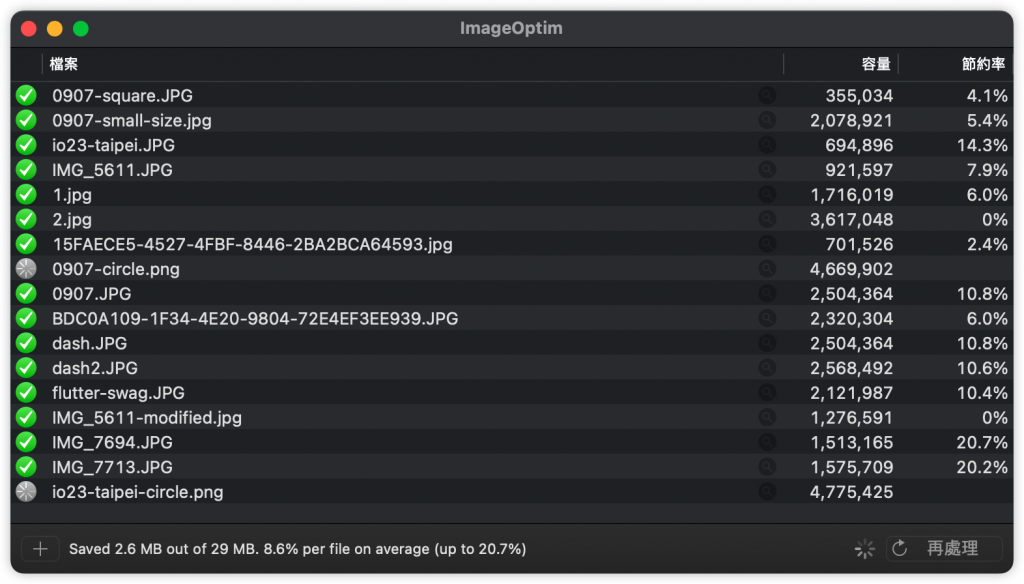 ImageOptim
檔案 容量 節約率
0907-square.JPG 355,034 4.1%
0907-small-size.jpg 2,078,921 5.4%
io23-taipei.JPG 694,896 14.3%
IMG_5611.JPG 921,597 7.9%
1.jpg 1,716,019 6.0%
2.jpg 3,617,048 0%
15FAECE5-4527-4FBF-8446-2BA2BCA64593.jpg 701,526 2.4%
0907-circle.png 4,669,902
0907.JPG 2,504,364 10.8%
BDC0A109-1F34-4E20-9804-72E4EF3EE939.JPG 2,320,304 6.0%
dash.JPG 2,504,364 10.8%
dash2.JPG 2,568,492 10.6%
flutter-swag.JPG 2,121,987 10.4%
IMG_5611-modified.jpg 1,276,591 0%
IMG_7694.JPG 1,513,165 20.7%
IMG_7713.JPG 1,575,709 20.2%
io23-taipei-circle.png 4,775,425
Saved 2.6 MB out of 29 MB. 8.6% per file on average (up to 20.7%) 再處理